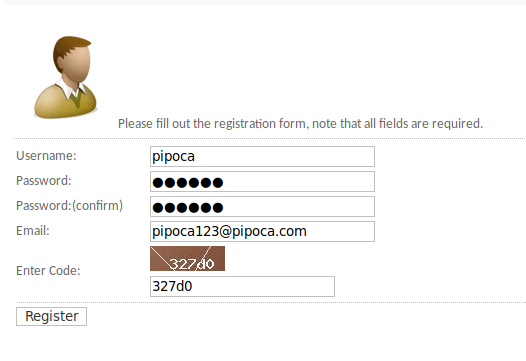 Please fill out the registration form, note that all fields are required.
Username: pipoca
Password: ●●●●●●
Password:(confirm) ●●●●●●
Email: pipoca123@pipoca.com
327d0
Enter Code: 327d0
Register